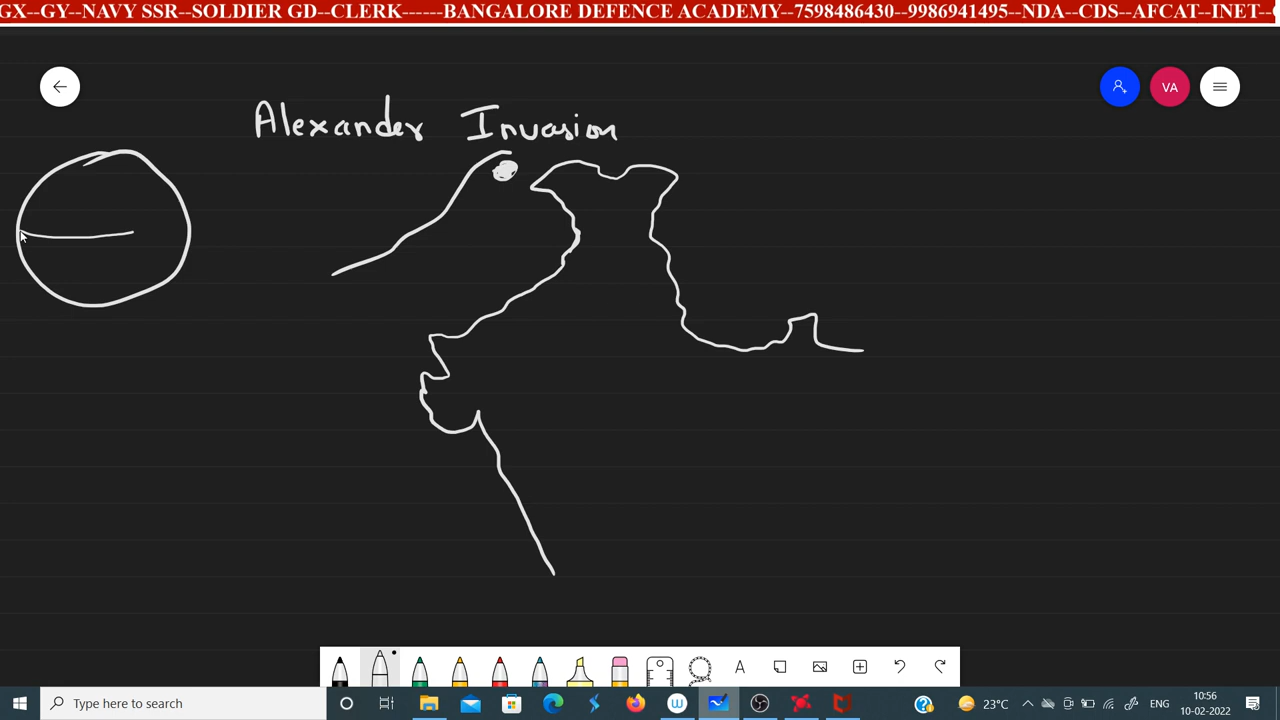 GX--GY--NAVY SSR--SOLDIER GD--CLERK------BANGALORE DEFENCE ACADEMY--7598486430--9986941495--NDA--CDS--AFCAT--INET--
VA
Alexander Invasion
A
Type here to search
23°C
ENG
10:56
10-02-2022